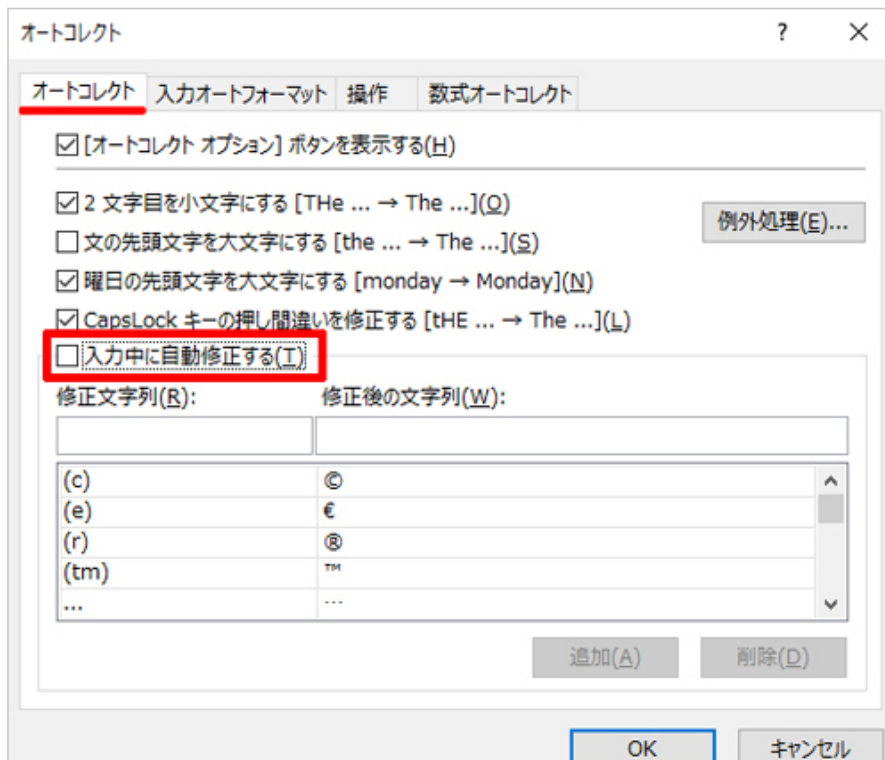 オートコレクト ? ×
オートコレクト 入力オートフォーマット 操作 数式オートコレクト
[オートコレクト オプション] ボタンを表示する(H)
2 文字目を小文字にする [THe ... → The ...](O)
例外処理(E)...
文の先頭文字を大文字にする [the ... → The ...](S)
曜日の先頭文字を大文字にする [monday → Monday](N)
CapsLock キーの押し間違いを修正する [tHE ... → The ...](L)
入力中に自動修正する(T)
修正文字列(R): 修正後の文字列(W):
(c) ©
(e) €
(r) ®
(tm) ™
... …
追加(A) 削除(D)
OK キャンセル